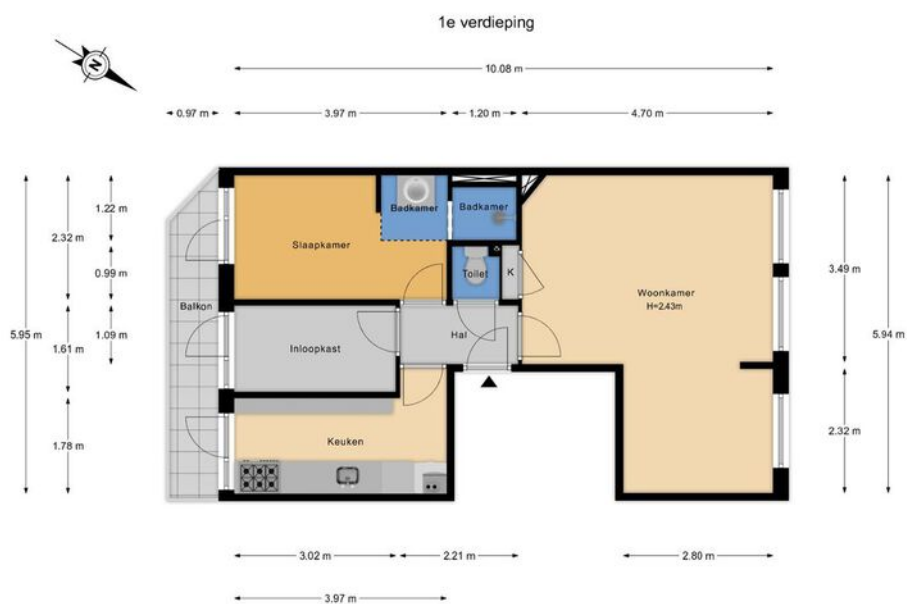 1e verdieping
N
10.08 m
0.97 m
3.97 m
1.20 m
4.70 m
5.95 m
2.32 m
1.61 m
1.78 m
1.22 m
0.99 m
1.09 m
Badkamer
Badkamer
Slaapkamer
Toilet
K
Balkon
Woonkamer
H=2.43m
Hal
Inloopkast
Keuken
3.49 m
2.32 m
5.94 m
3.02 m
2.21 m
2.80 m
3.97 m